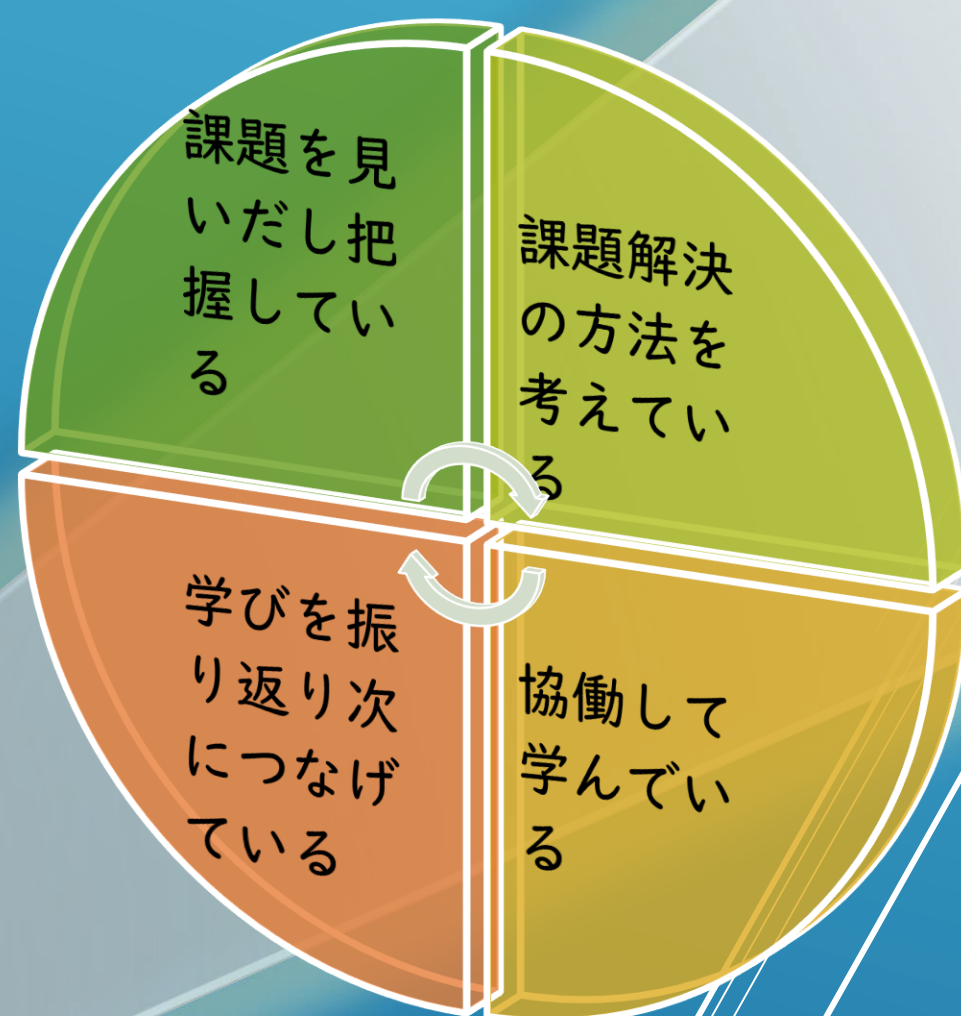 課題を見
いだし把
握してい
る
課題解決
の方法を
考えてい
る
協働して
学んでい
る
学びを振
り返り次
につなげ
ている